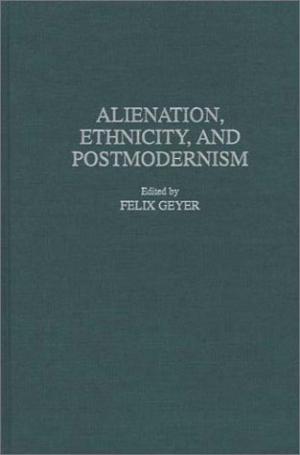 ALIENATION,
ETHNICITY, AND
POSTMODERNISM
Edited by
FELIX GEYER